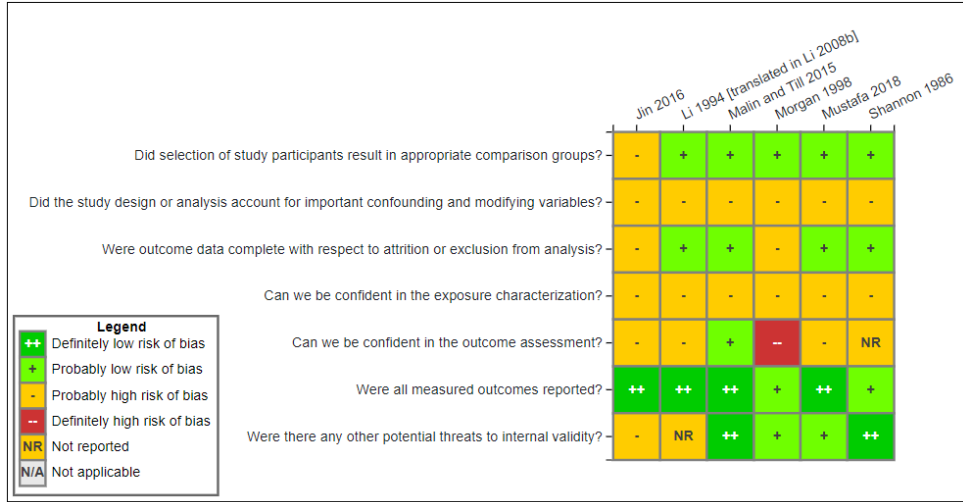 Jin 2016
Li 1994 [translated in Li 2008b]
Malin and Till 2015
Morgan 1998
Mustafa 2018
Shannon 1986
Did selection of study participants result in appropriate comparison groups? - + + + + +
Did the study design or analysis account for important confounding and modifying variables? - - - - - -
Were outcome data complete with respect to attrition or exclusion from analysis? - + + - + +
Can we be confident in the exposure characterization? - - - - - -
Can we be confident in the outcome assessment? - - + -- - NR
Were all measured outcomes reported? ++ ++ ++ + ++ +
Were there any other potential threats to internal validity? - NR ++ + + ++
Legend
++ Definitely low risk of bias
+ Probably low risk of bias
- Probably high risk of bias
-- Definitely high risk of bias
NR Not reported
N/A Not applicable